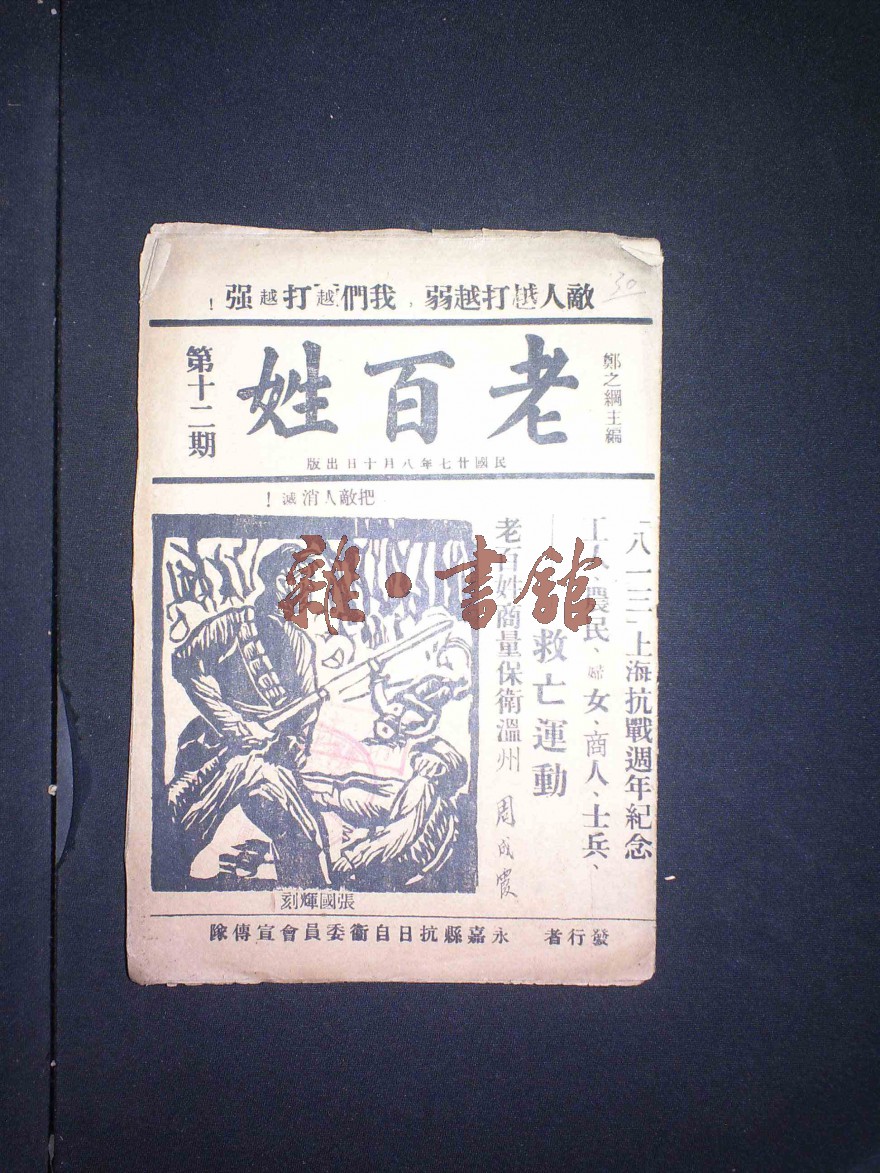 敵人越打越弱，我們越打越强！
30
鄭之綱主編
老百姓
第十二期
民國廿七年八月十日出版
「八一三」上海抗戰週年紀念
工人、農民、婦女、商人、士兵、
救亡運動
老百姓商量保衛溫州 周
把敵人消滅！
張國輝刻
發行者 永嘉縣抗日自衛委員會宣傳隊
雜·書館